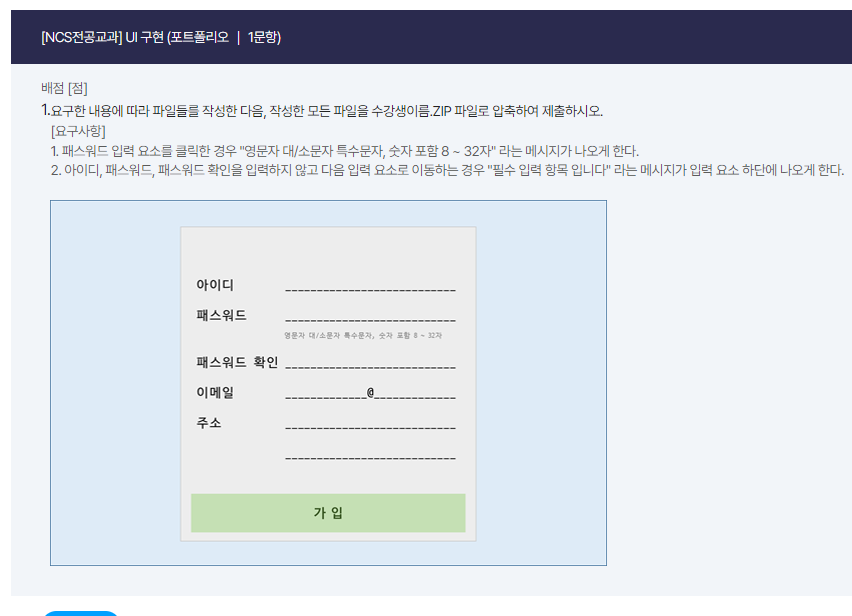 [NCS전공교과] UI 구현 (포트폴리오 | 1문항)
배점 [점]
1.요구한 내용에 따라 파일들를 작성한 다음, 작성한 모든 파일을 수강생이름.ZIP 파일로 압축하여 제출하시오.
[요구사항]
1. 패스워드 입력 요소를 클릭한 경우 "영문자 대/소문자 특수문자, 숫자 포함 8 ~ 32자" 라는 메시지가 나오게 한다.
2. 아이디, 패스워드, 패스워드 확인을 입력하지 않고 다음 입력 요소로 이동하는 경우 "필수 입력 항목 입니다" 라는 메시지가 입력 요소 하단에 나오게 한다.
아이디 ___________________________
패스워드 ___________________________
영문자 대/소문자 특수문자, 숫자 포함 8 ~ 32자
패스워드 확인 ___________________________
이메일 _____________@_____________
주소 ___________________________
___________________________
가 입